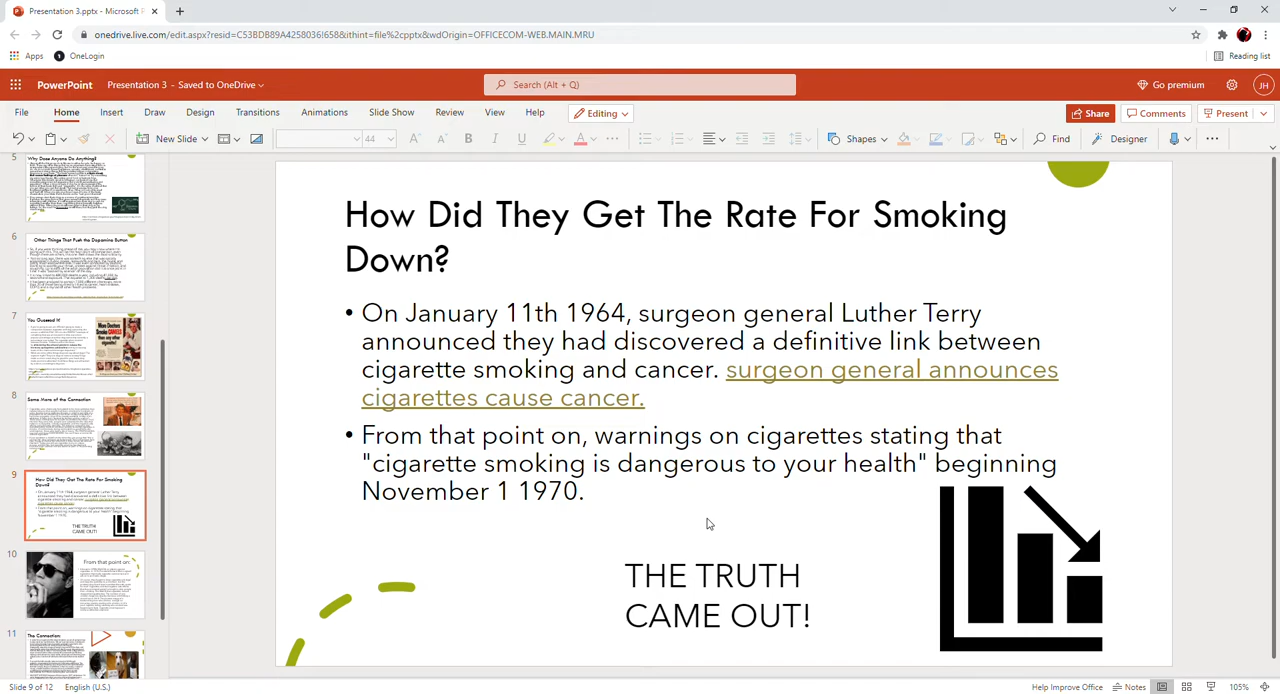 Presentation 3.pptx - Microsoft P
onedrive.live.com/edit.aspx?resid=C53BDB89A4258036!658&ithint=file%2cpptx&wdOrigin=OFFICECOM-WEB.MAIN.MRU
Apps OneLogin Reading list
PowerPoint Presentation 3 - Saved to OneDrive Search (Alt + Q) Go premium JH
File Home Insert Draw Design Transitions Animations Slide Show Review View Help Editing Share Comments Present
New Slide 44 A A B I U A Shapes Find Designer
5
Why Does Anyone Do Anything?
6
Other Things That Push the Dopamine Button
7
You Guessed It!
8
Some More of the Connection
9
How Did They Get The Rate For Smoking
Down?
THE TRUTH
CAME OUT!
10
From that point on:
11
The Connection:
How Did They Get The Rate For Smoking
Down?
• On January 11th 1964, surgeon general Luther Terry
announced they had discovered a definitive link between
cigarette smoking and cancer. surgeon general announces
cigarettes cause cancer.
• From that point on, warnings on cigarettes stating that
"cigarette smoking is dangerous to your health" beginning
November 1 1970.
THE TRUTH
CAME OUT!
Slide 9 of 12 English (U.S.) Help Improve Office Notes 105%